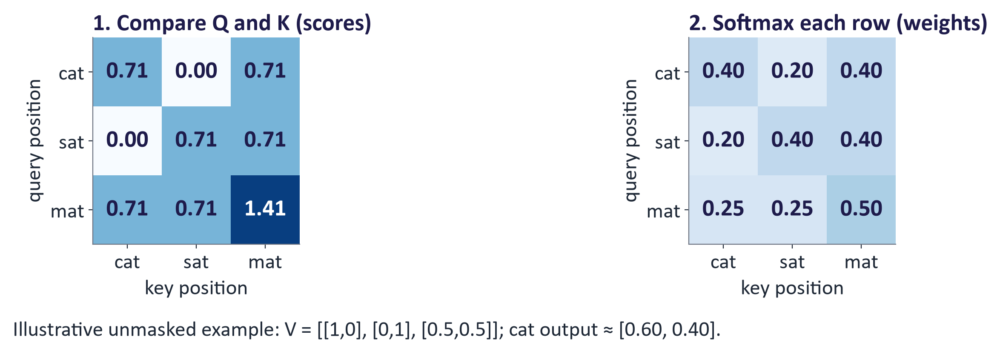 1. Compare Q and K (scores)
query position
cat 0.71 0.00 0.71
sat 0.00 0.71 0.71
mat 0.71 0.71 1.41
cat sat mat
key position
2. Softmax each row (weights)
query position
cat 0.40 0.20 0.40
sat 0.20 0.40 0.40
mat 0.25 0.25 0.50
cat sat mat
key position
Illustrative unmasked example: V = [[1,0], [0,1], [0.5,0.5]]; cat output ≈ [0.60, 0.40].